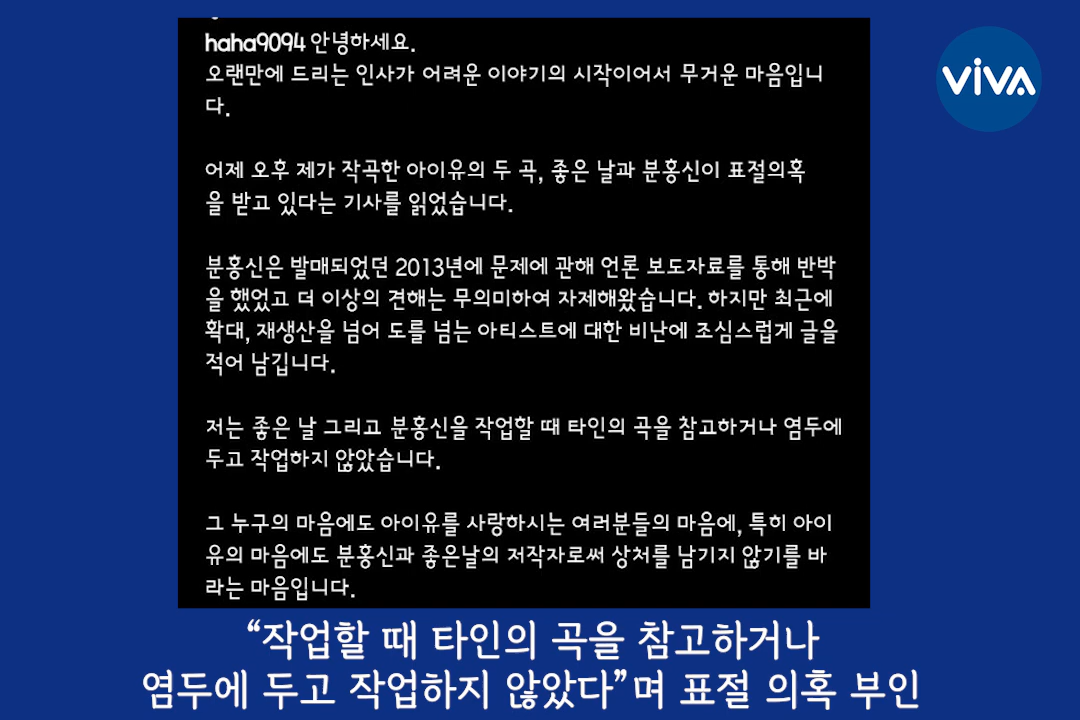 haha9094 안녕하세요.
오랜만에 드리는 인사가 어려운 이야기의 시작이어서 무거운 마음입니
다.
어제 오후 제가 작곡한 아이유의 두 곡, 좋은 날과 분홍신이 표절의혹
을 받고 있다는 기사를 읽었습니다.
분홍신은 발매되었던 2013년에 문제에 관해 언론 보도자료를 통해 반박
을 했었고 더 이상의 견해는 무의미하여 자제해왔습니다. 하지만 최근에
확대, 재생산을 넘어 도를 넘는 아티스트에 대한 비난에 조심스럽게 글을
적어 남깁니다.
저는 좋은 날 그리고 분홍신을 작업할 때 타인의 곡을 참고하거나 염두에
두고 작업하지 않았습니다.
그 누구의 마음에도 아이유를 사랑하시는 여러분들의 마음에, 특히 아이
유의 마음에도 분홍신과 좋은날의 저작자로써 상처를 남기지 않기를 바
라는 마음입니다.
VIVA
“작업할 때 타인의 곡을 참고하거나
염두에 두고 작업하지 않았다”며 표절 의혹 부인